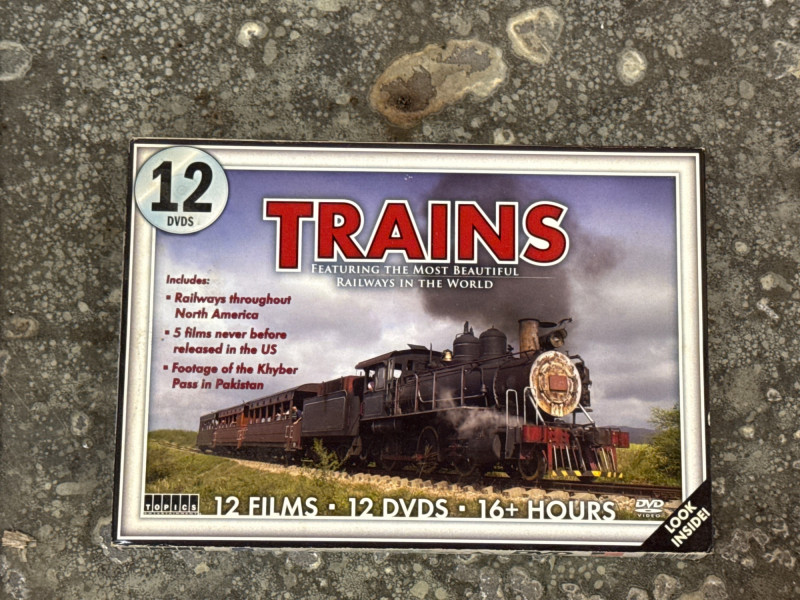 12
DVDS
TRAINS
FEATURING THE MOST BEAUTIFUL
RAILWAYS IN THE WORLD
Includes:
▪ Railways throughout
North America
▪ 5 films never before
released in the US
▪ Footage of the Khyber
Pass in Pakistan
TOPICS
ENTERTAINMENT
12 FILMS ▪ 12 DVDS ▪ 16+ HOURS
DVD
VIDEO
LOOK
INSIDE!